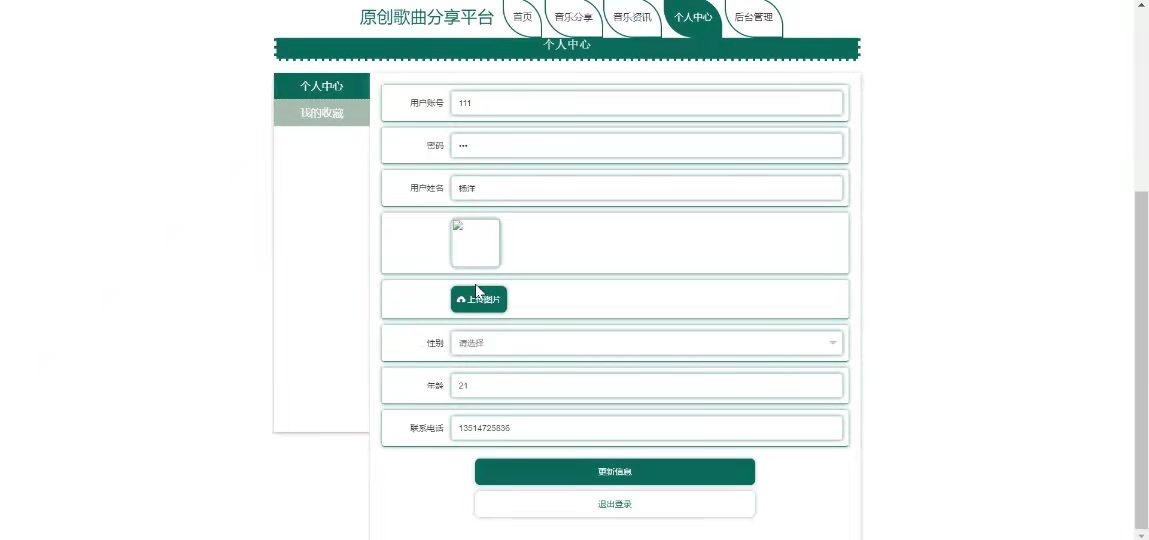 原创歌曲分享平台 首页 音乐分享 音乐资讯 个人中心 后台管理
个人中心
个人中心
我的收藏
用户账号 111
密码 •••
用户姓名 杨洋
上传图片
性别 请选择
年龄 21
联系电话 13514725836
更新信息
退出登录